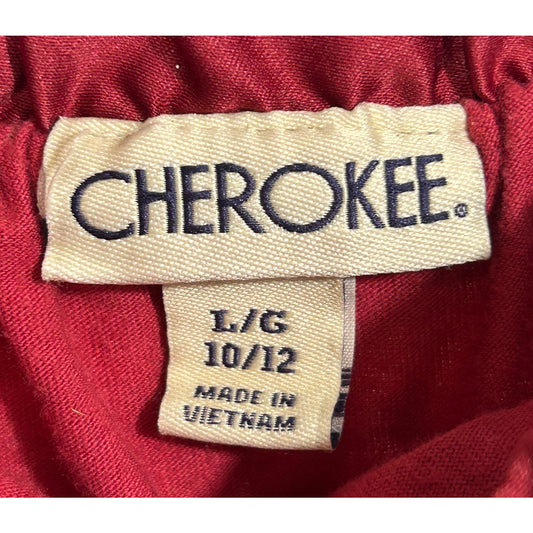 CHEROKEE®
L/G
10/12
MADE IN
VIETNAM